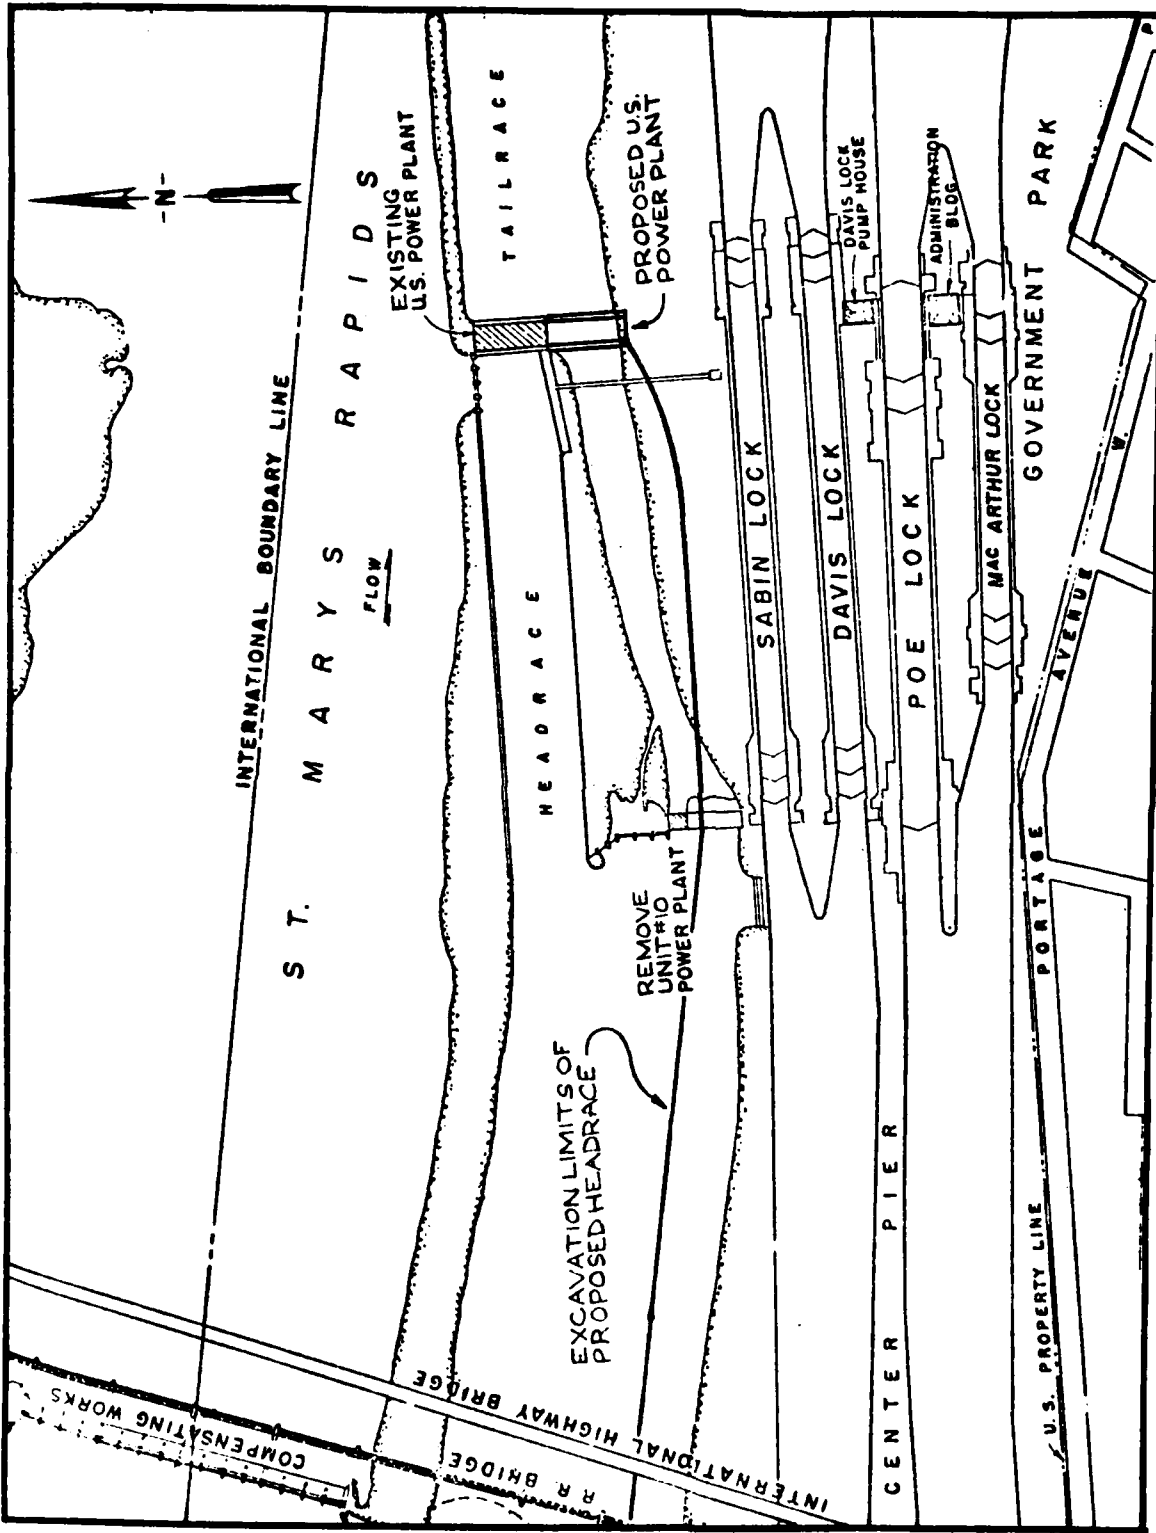 -N-
INTERNATIONAL BOUNDARY LINE
ST. MARYS RAPIDS
FLOW
EXISTING
U.S. POWER PLANT
TAILRACE
PROPOSED U.S.
POWER PLANT
HEADRACE
REMOVE
UNIT #10
POWER PLANT
EXCAVATION LIMITS OF
PROPOSED HEADRACE
COMPENSATING WORKS
R.R. BRIDGE
INTERNATIONAL HIGHWAY BRIDGE
SABIN LOCK
DAVIS LOCK
DAVIS LOCK
PUMP HOUSE
POE LOCK
ADMINISTRATION
BLDG
MAC ARTHUR LOCK
CENTER PIER
GOVERNMENT PARK
U.S. PROPERTY LINE
PORTAGE AVENUE W.
P